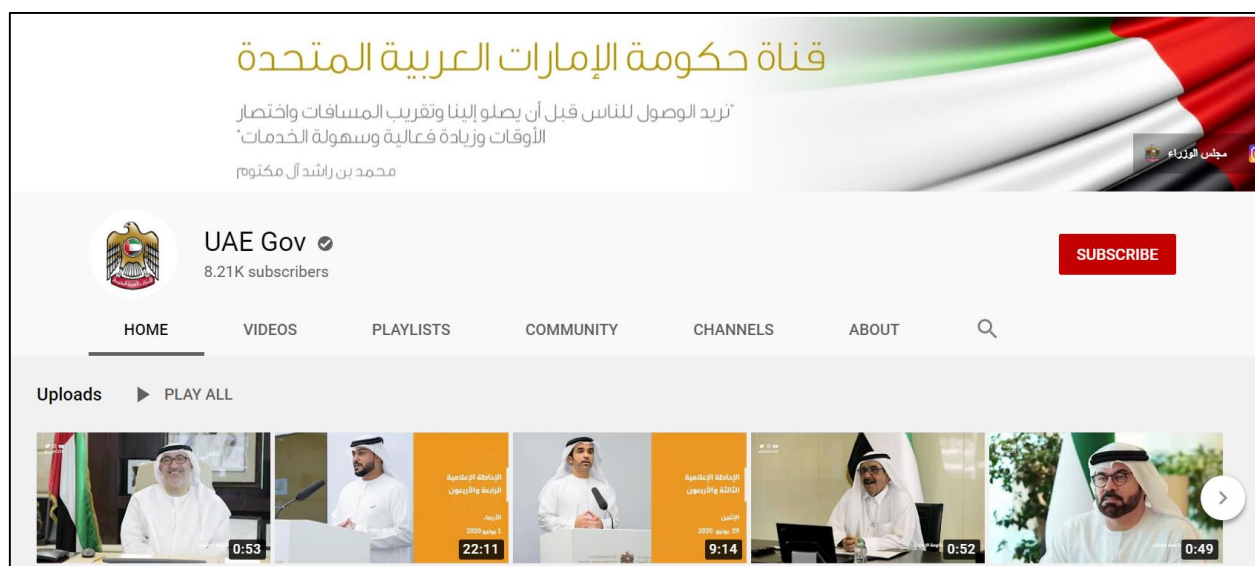 قناة حكومة الإمارات العربية المتحدة
"نريد الوصول للناس قبل أن يصلو إلينا وتقريب المسافات واختصار
الأوقات وزيادة فعالية وسهولة الخدمات"
محمد بن راشد آل مكتوم
مجلس الوزراء
UAE Gov
8.21K subscribers
SUBSCRIBE
HOME VIDEOS PLAYLISTS COMMUNITY CHANNELS ABOUT
Uploads PLAY ALL
0:53
الإحاطة الإعلامية
الرابعة والأربعون
الأربعاء
1 يوليو 2020
22:11
الإحاطة الإعلامية
الثالثة والأربعون
الإثنين
29 يونيو 2020
9:14
0:52
0:49